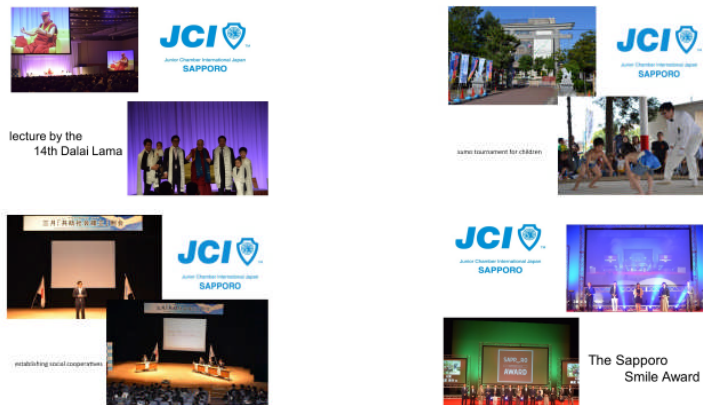 JCI
Junior Chamber International Japan
SAPPORO
lecture by the
14th Dalai Lama
JCI
Junior Chamber International Japan
SAPPORO
sumo tournament for children
JCI
Junior Chamber International Japan
SAPPORO
establishing social cooperatives
JCI
Junior Chamber International Japan
SAPPORO
AWARD
The Sapporo
Smile Award